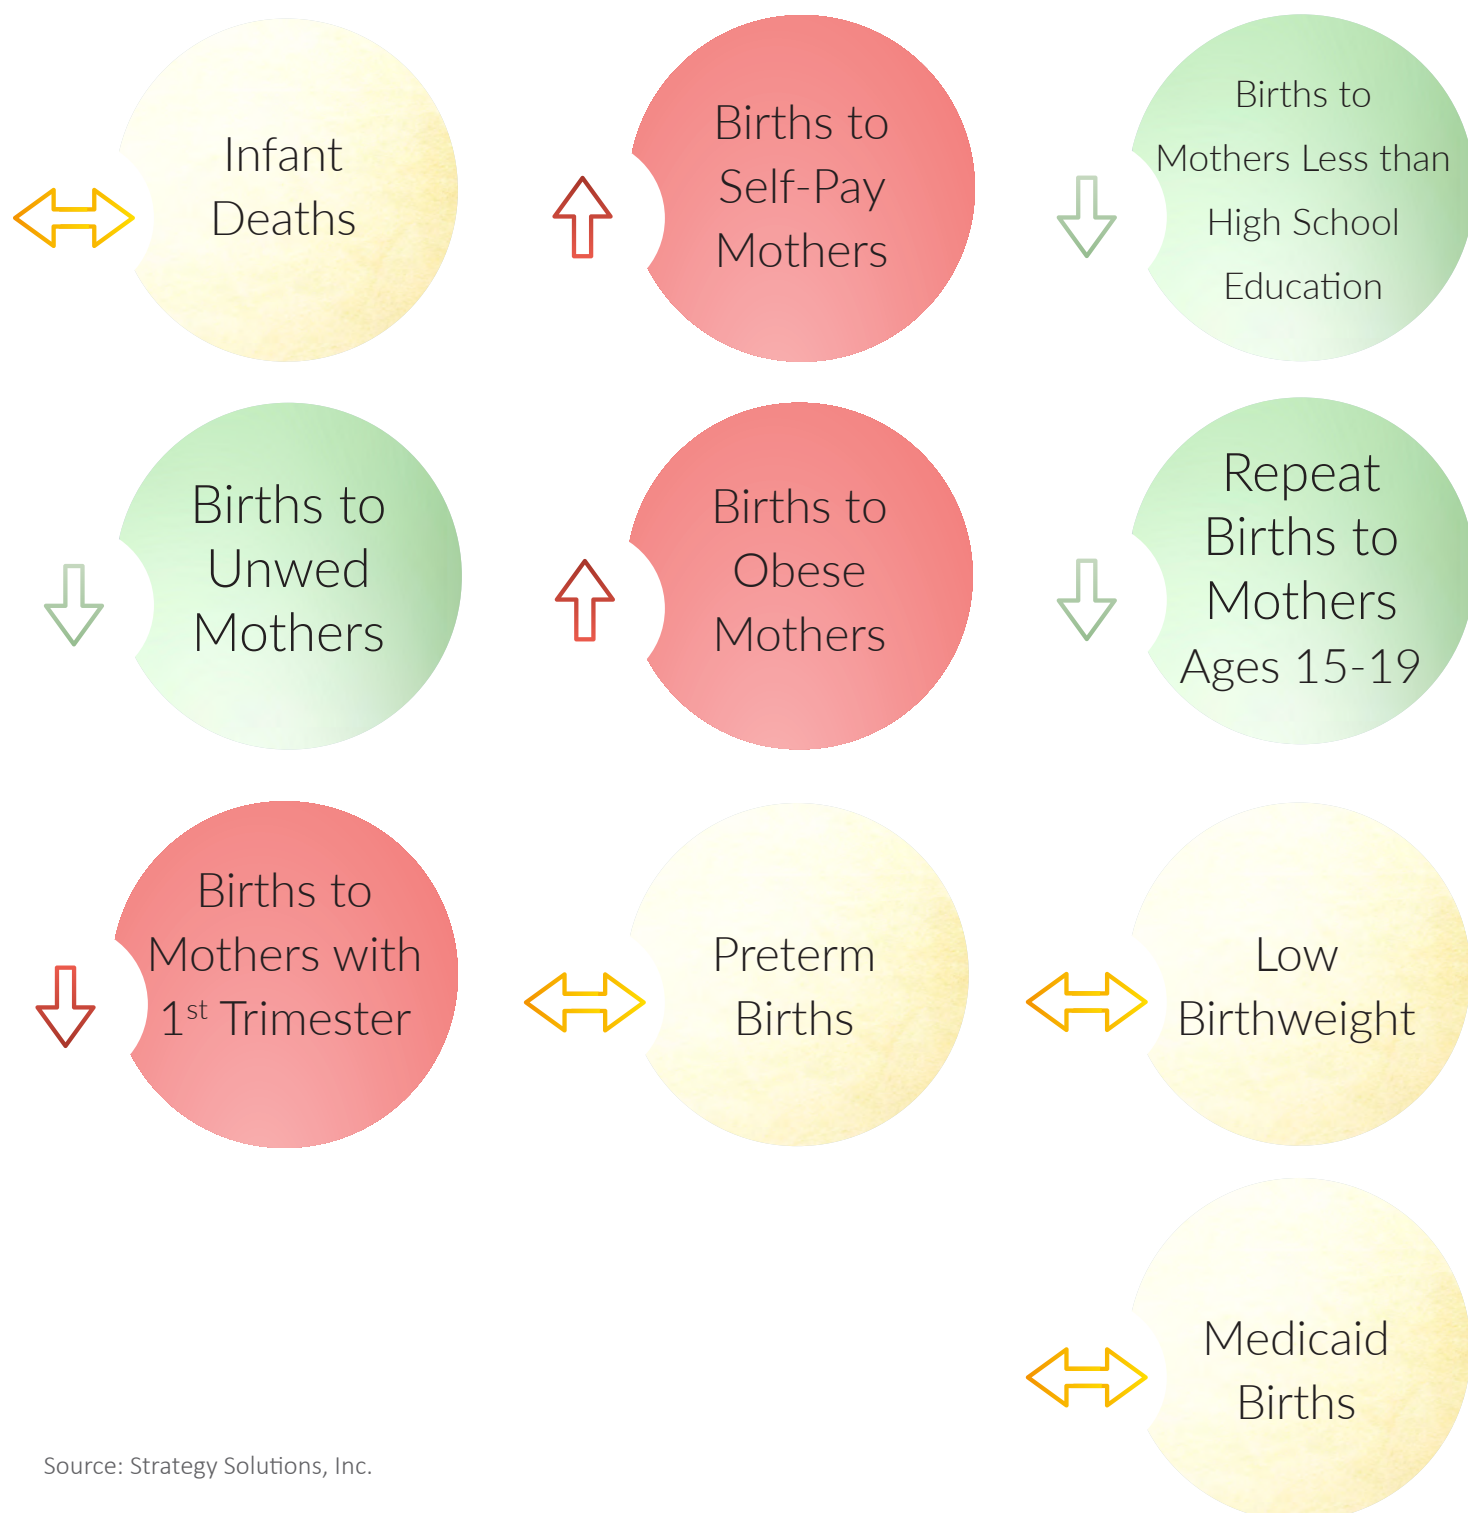 Infant
Deaths
Births to
Self-Pay
Mothers
Births to
Mothers Less than
High School
Education
Births to
Unwed
Mothers
Births to
Obese
Mothers
Repeat
Births to
Mothers
Ages 15-19
Births to
Mothers with
1st Trimester
Preterm
Births
Low
Birthweight
Medicaid
Births
Source: Strategy Solutions, Inc.